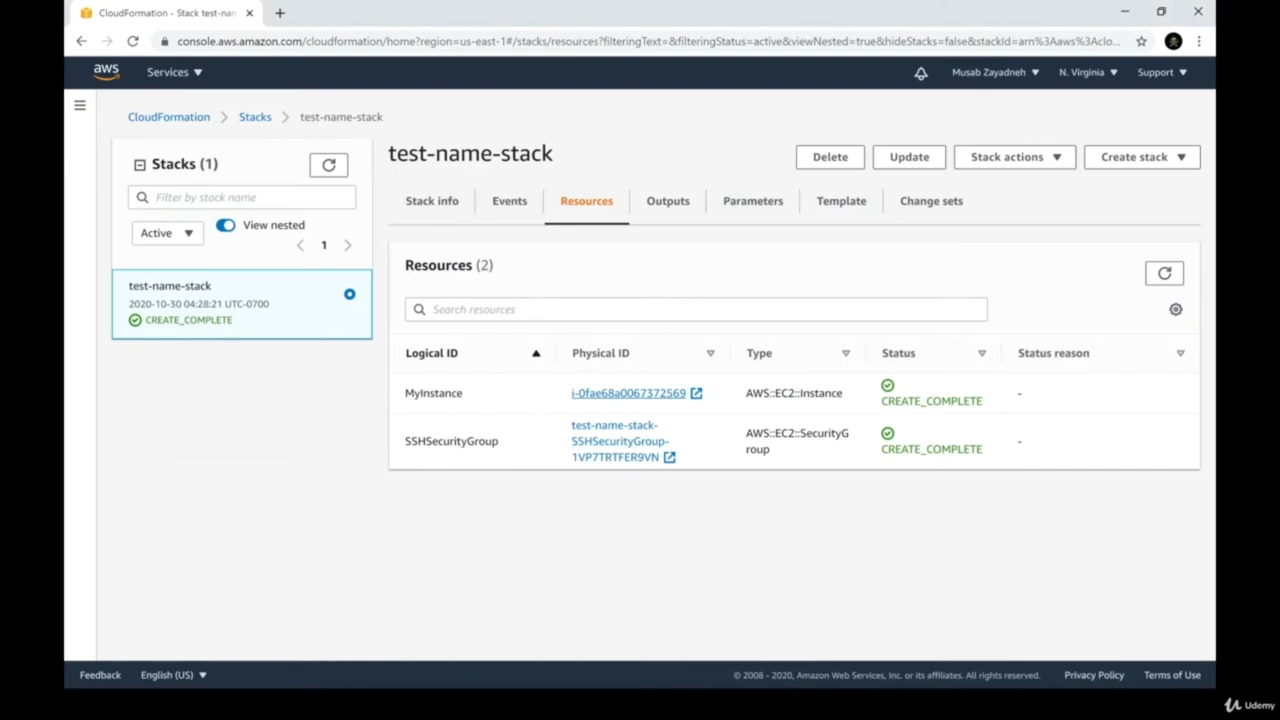 CloudFormation - Stack test-nam
console.aws.amazon.com/cloudformation/home?region=us-east-1#/stacks/resources?filteringText=&filteringStatus=active&viewNested=true&hideStacks=false&stackId=arn%3Aaws%3Aclo...
aws Services Musab Zayadneh N. Virginia Support
CloudFormation Stacks test-name-stack
Stacks (1)
Filter by stack name
Active View nested
1
test-name-stack
2020-10-30 04:28:21 UTC-0700
CREATE_COMPLETE
test-name-stack
Delete Update Stack actions Create stack
Stack info Events Resources Outputs Parameters Template Change sets
Resources (2)
Search resources
Logical ID Physical ID Type Status Status reason
MyInstance i-0fae68a0067372569 AWS::EC2::Instance CREATE_COMPLETE -
SSHSecurityGroup test-name-stack-
SSHSecurityGroup-
1VP7TRTFER9VN AWS::EC2::SecurityG
roup CREATE_COMPLETE -
Feedback English (US) © 2008 - 2020, Amazon Web Services, Inc. or its affiliates. All rights reserved. Privacy Policy Terms of Use
Udemy